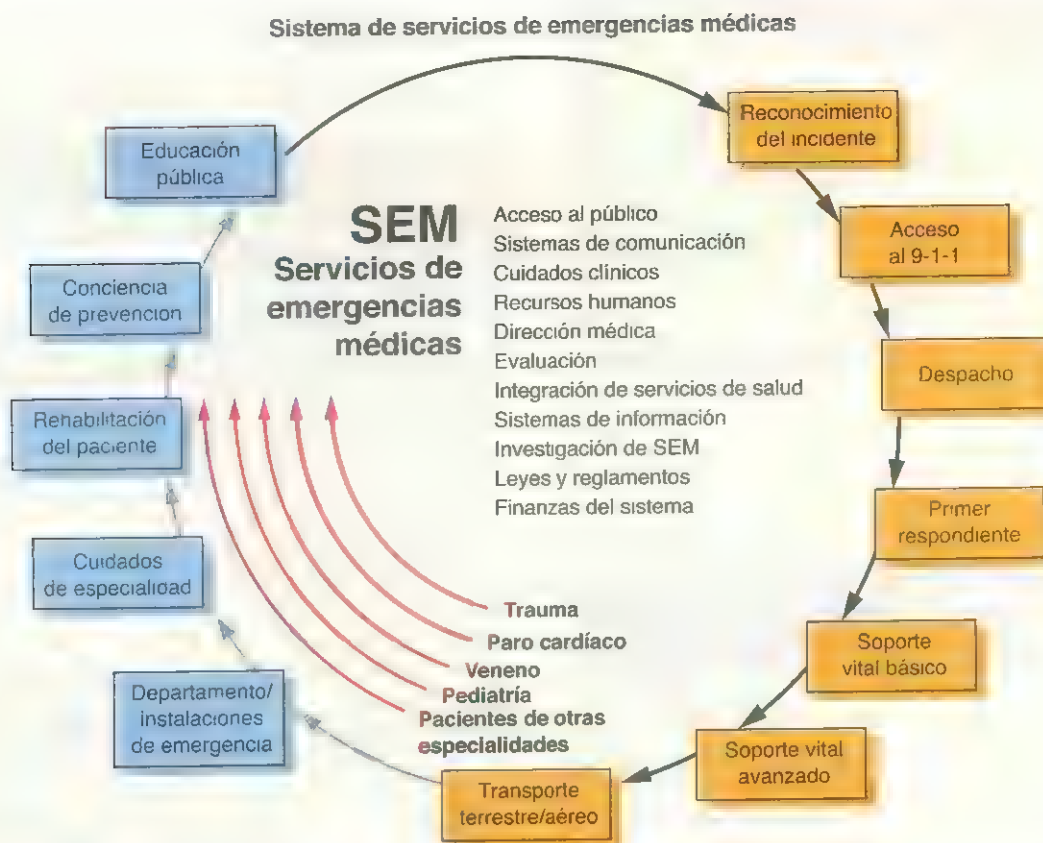 Sistema de servicios de emergencias médicas
Reconocimiento
del incidente
Acceso
al 9-1-1
Despacho
Primer
respondiente
Soporte
vital básico
Soporte vital
avanzado
Transporte
terrestre/aéreo
Departamento/
instalaciones
de emergencia
Cuidados
de especialidad
Rehabilitación
del paciente
Conciencia
de prevencion
Educación
pública
SEM
Servicios de
emergencias
médicas
Acceso al público
Sistemas de comunicación
Cuidados clínicos
Recursos humanos
Dirección médica
Evaluación
Integración de servicios de salud
Sistemas de información
Investigación de SEM
Leyes y reglamentos
Finanzas del sistema
Trauma
Paro cardíaco
Veneno
Pediatría
Pacientes de otras
especialidades